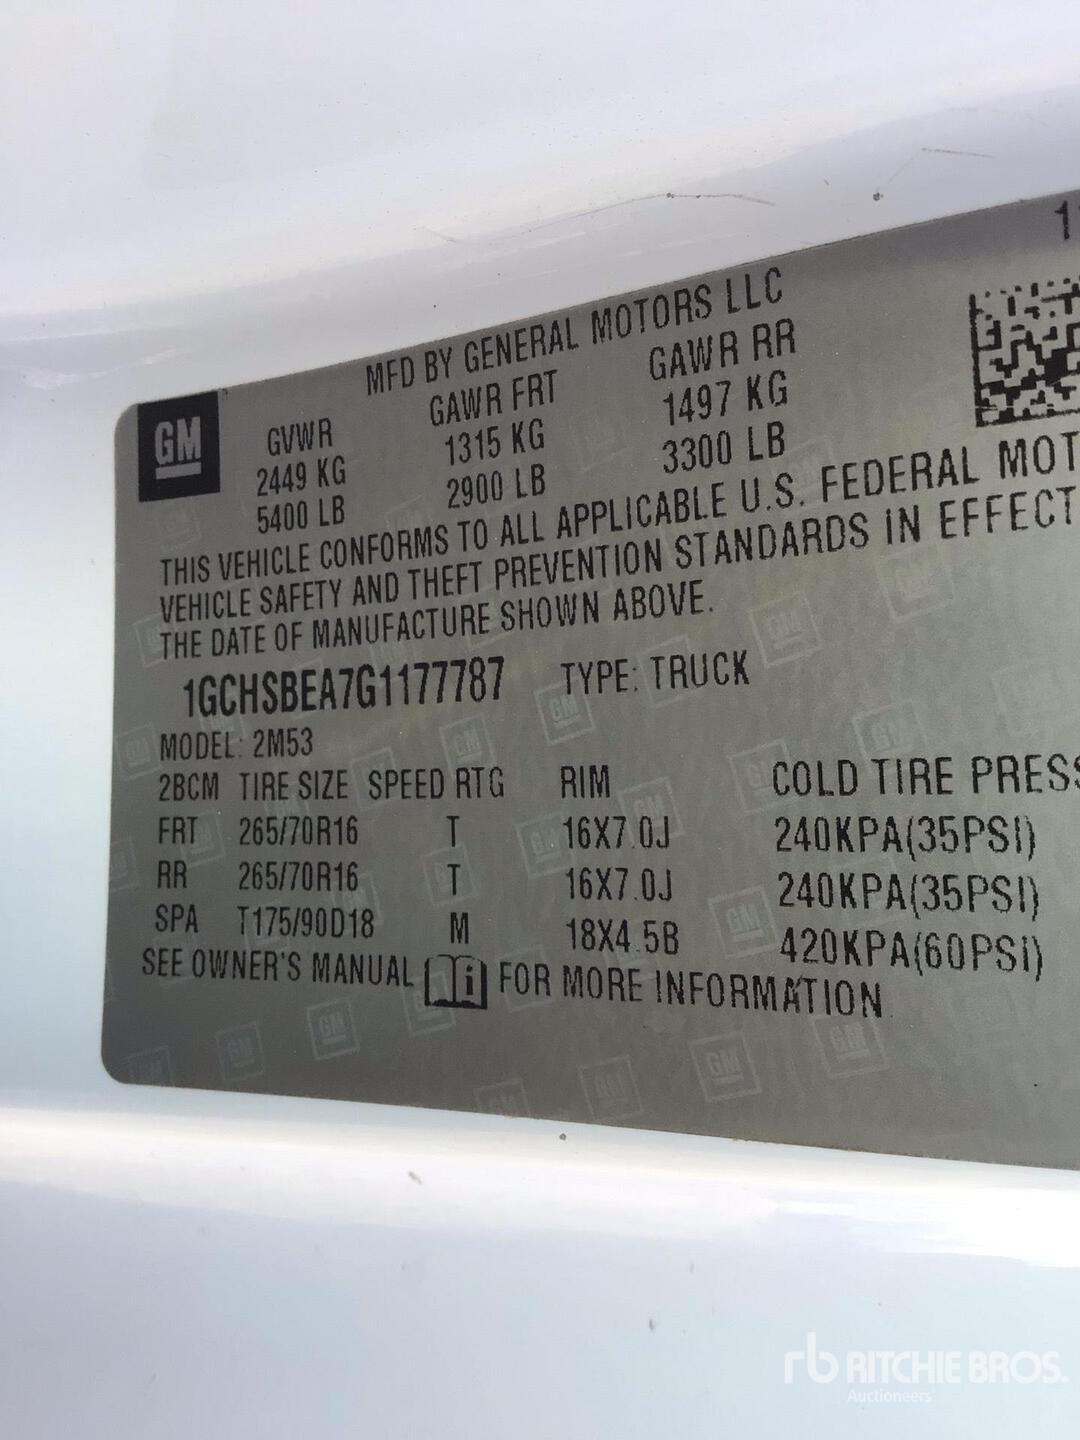 1
MFD BY GENERAL MOTORS LLC
GM GVWR GAWR FRT GAWR RR
2449 KG 1315 KG 1497 KG
5400 LB 2900 LB 3300 LB
THIS VEHICLE CONFORMS TO ALL APPLICABLE U.S. FEDERAL MOT
VEHICLE SAFETY AND THEFT PREVENTION STANDARDS IN EFFECT
THE DATE OF MANUFACTURE SHOWN ABOVE.
1GCHSBEA7G1177787 TYPE: TRUCK
MODEL: 2M53
2BCM TIRE SIZE SPEED RTG RIM COLD TIRE PRESS
FRT 265/70R16 T 16X7.0J 240KPA(35PSI)
RR 265/70R16 T 16X7.0J 240KPA(35PSI)
SPA T175/90D18 M 18X4.5B 420KPA(60PSI)
SEE OWNER'S MANUAL i FOR MORE INFORMATION
rb RITCHIE BROS.
Auctioneers